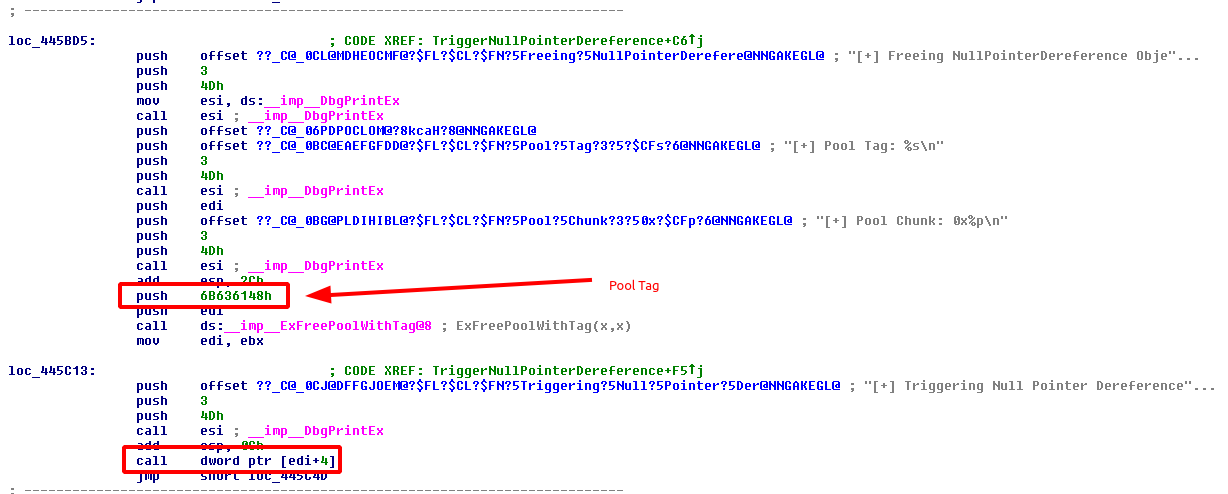 ; ---------------------------------------------------------------------------
loc_445BD5: ; CODE XREF: TriggerNullPointerDereference+C6↑j
push offset ??_C@_0CL@MDHEOCMF@?$FL?$CL?$FN?5Freeing?5NullPointerDerefere@NNGAKEGL@ ; "[+] Freeing NullPointerDereference Obje"...
push 3
push 4Dh
mov esi, ds:__imp__DbgPrintEx
call esi ; __imp__DbgPrintEx
push offset ??_C@_06PDPOCLOM@?8kcaH?8@NNGAKEGL@
push offset ??_C@_0BC@EAEFGFDD@?$FL?$CL?$FN?5Pool?5Tag?3?5?$CFs?6@NNGAKEGL@ ; "[+] Pool Tag: %s\n"
push 3
push 4Dh
call esi ; __imp__DbgPrintEx
push edi
push offset ??_C@_0BG@PLDIHIBL@?$FL?$CL?$FN?5Pool?5Chunk?3?50x?$CFp?6@NNGAKEGL@ ; "[+] Pool Chunk: 0x%p\n"
push 3
push 4Dh
call esi ; __imp__DbgPrintEx
add esp, 2Ch
push 6B636148h Pool Tag
push edi
call ds:__imp__ExFreePoolWithTag@8 ; ExFreePoolWithTag(x,x)
mov edi, ebx
loc_445C13: ; CODE XREF: TriggerNullPointerDereference+F5↑j
push offset ??_C@_0CJ@DFFGJOEM@?$FL?$CL?$FN?5Triggering?5Null?5Pointer?5Der@NNGAKEGL@ ; "[+] Triggering Null Pointer Dereference"...
push 3
push 4Dh
call esi ; __imp__DbgPrintEx
add esp, 0Ch
call dword ptr [edi+4]
jmp short loc_445C4D
; ---------------------------------------------------------------------------